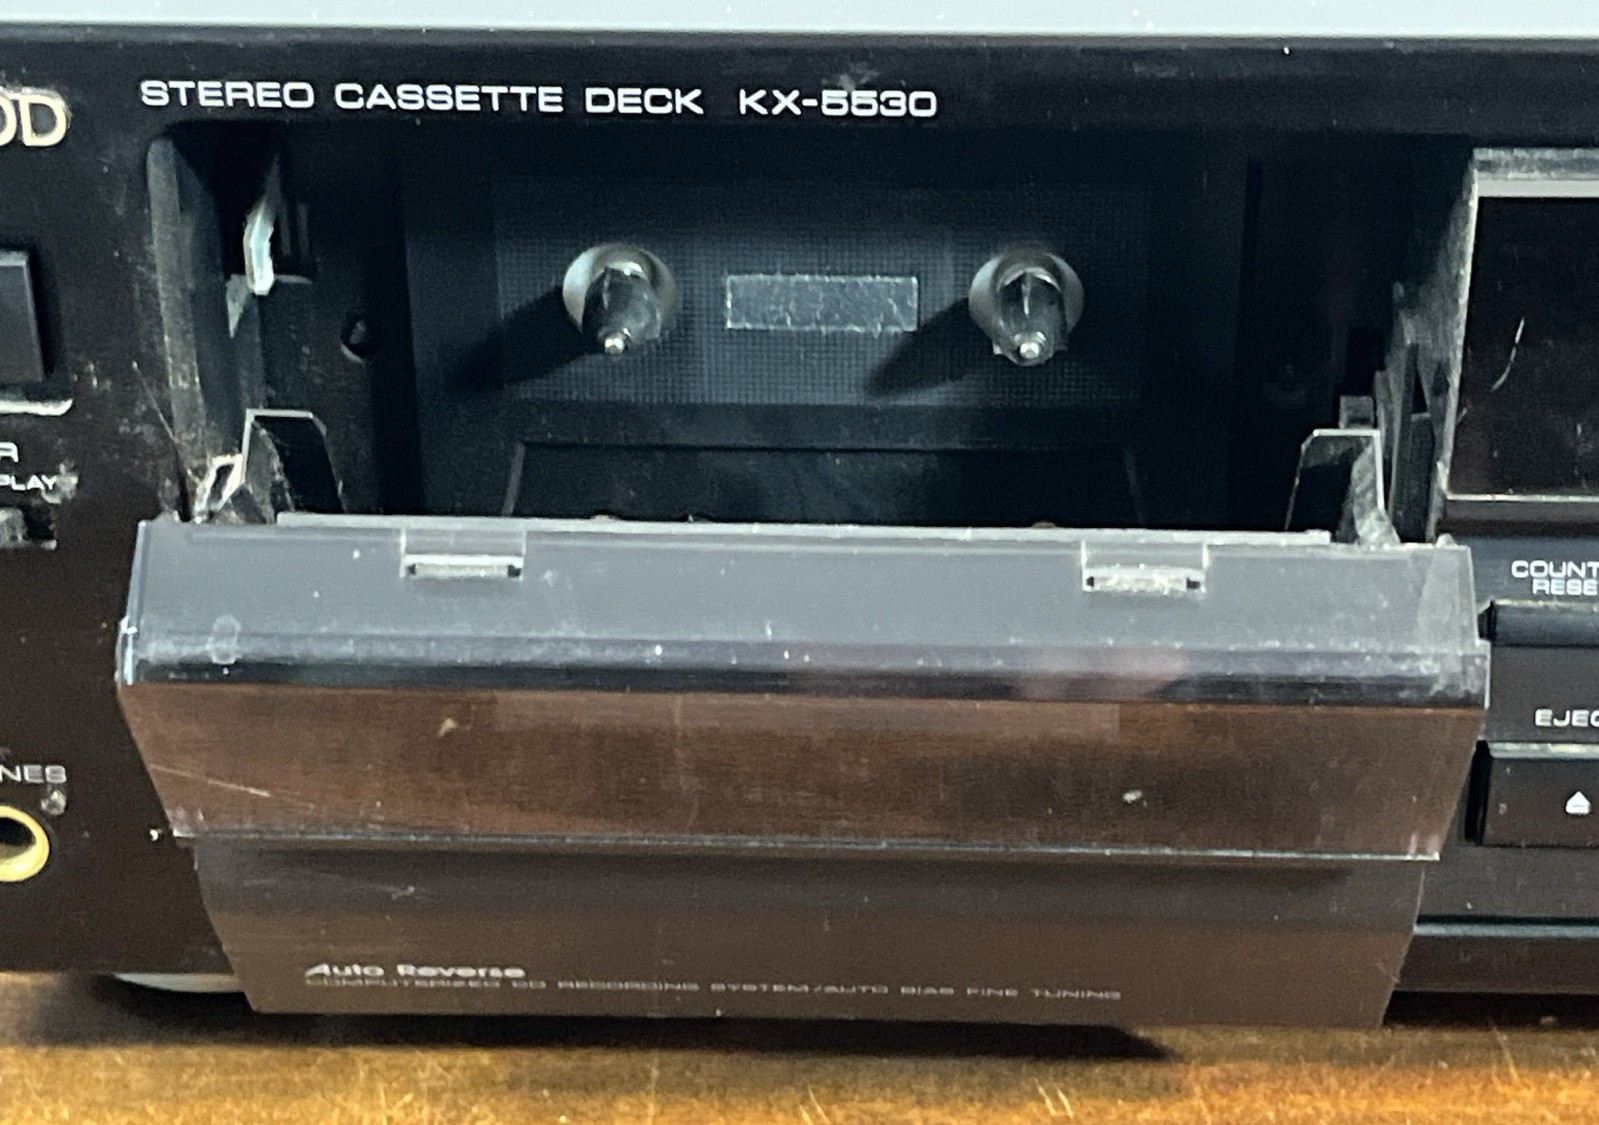 OD
STEREO CASSETTE DECK KX-5530
R
PLAY
COUNT
RESE
EJEC
NES
Auto Reverse
COMPUTERIZED CD RECORDING SYSTEM/AUTO BIAS FINE TUNING